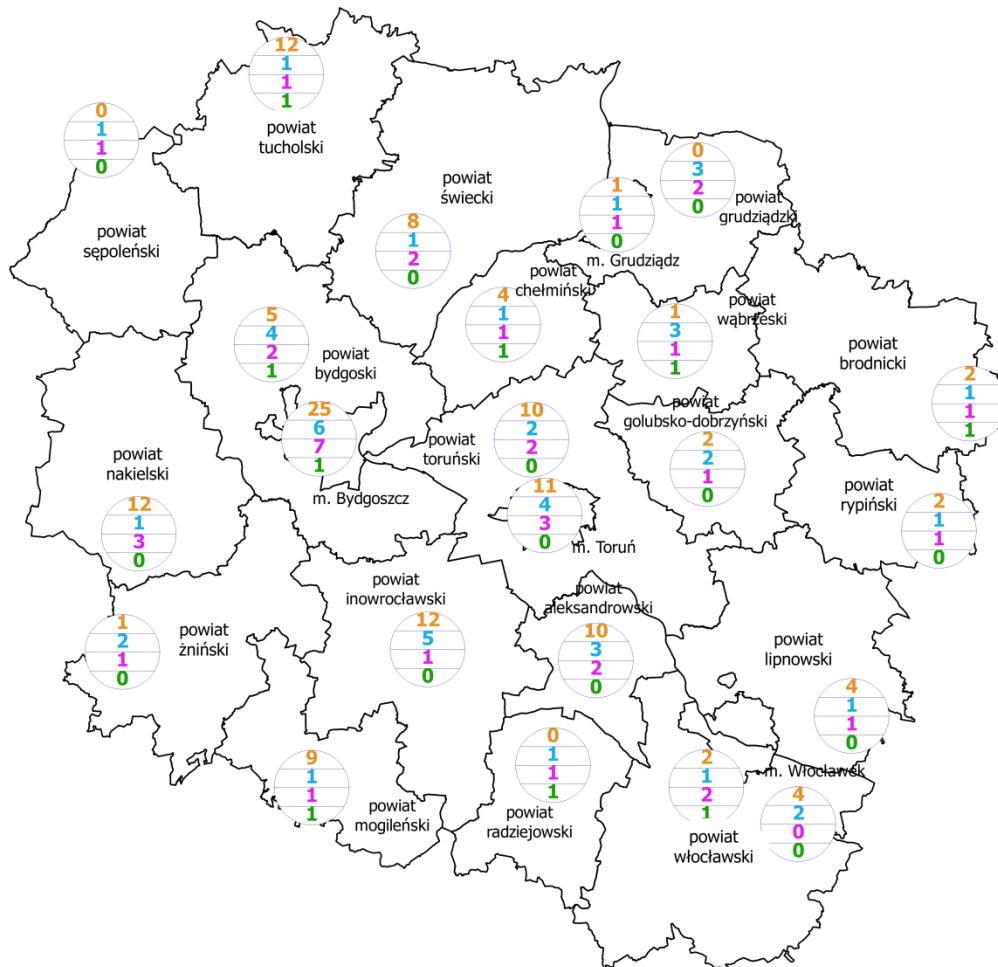 12
1
1
1
powiat
tucholski
0
1
1
0
powiat
sępoleński
powiat
świecki
8
1
2
0
0
3
2
0
powiat
grudziądzki
1
1
1
0
m. Grudziądz
powiat
chełmiński
4
1
1
1
powiat
wąbrzeski
1
3
1
1
powiat
brodnicki
2
1
1
1
5
4
2
1
powiat
bydgoski
25
6
7
1
m. Bydgoszcz
powiat
toruński
10
2
2
0
11
4
3
0
m. Toruń
powiat
golubsko-dobrzyński
2
2
1
0
powiat
rypiński
2
1
1
0
powiat
nakielski
12
1
3
0
powiat
żniński
1
2
1
0
powiat
inowrocławski
12
5
1
0
powiat
aleksandrowski
10
3
2
0
powiat
lipnowski
4
1
1
0
9
1
1
1
powiat
mogileński
0
1
1
1
powiat
radziejowski
2
1
2
1
powiat
włocławski
m. Włocławek
4
2
0
0